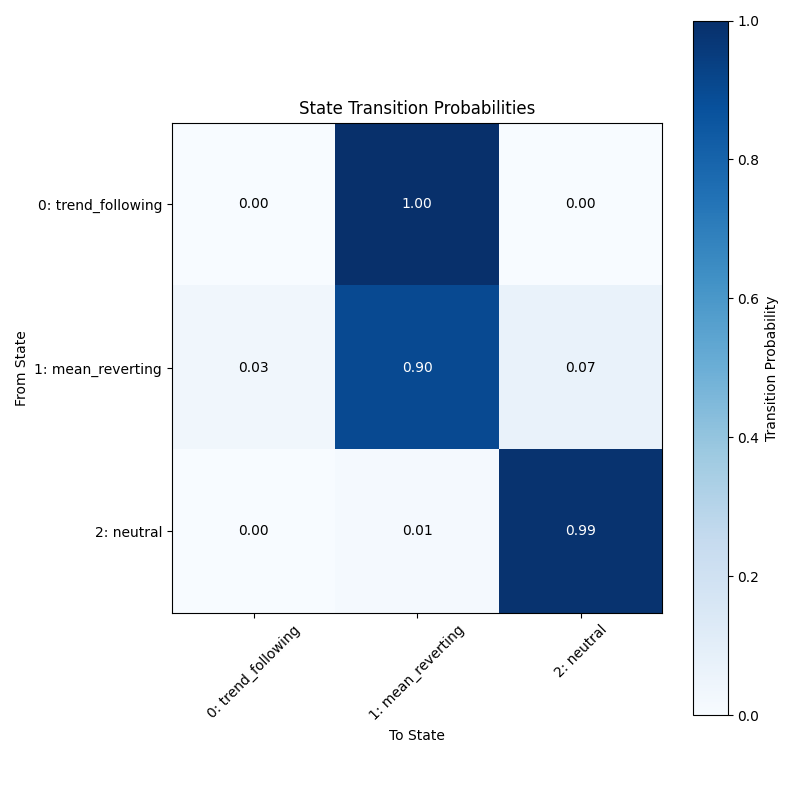 State Transition Probabilities
1.0
0.8
0.6
0.4
0.2
0.0
Transition Probability
From State
0: trend_following
0.00
1.00
0.00
1: mean_reverting
0.03
0.90
0.07
2: neutral
0.00
0.01
0.99
0: trend_following
1: mean_reverting
2: neutral
To State